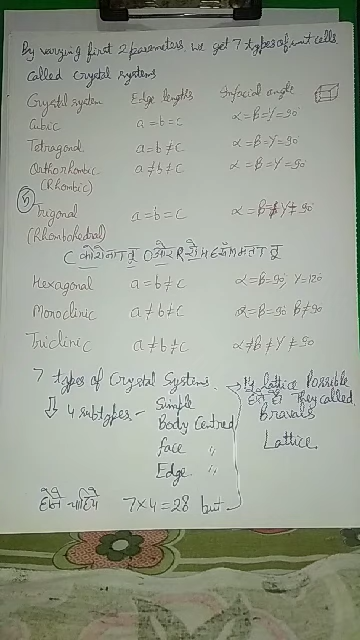 By varying first 2 parameters, we get 7 types of unit cells.
Called Crystal systems
Crystal system Edge lengths Infacial angle
Cubic a=b=c α=B=Y=90°
Tetragonal a=b≠c α=B=Y=90°
Orthorhombic a≠b≠c α=B=Y=90°
(Rhombic)
Trigonal a=b=c α=B=Y≠90°
(Rhombohedral)
C कोरोना तू O और R से
Hexagonal a=b≠c α=B=90°, Y=120°
Monoclinic a≠b≠c α=B=90° B≠90°
Triclinic a≠b≠c α≠B≠Y≠90°
7 types of Crystal Systems. → 14 lattice Possible
⇓ 4 subtypes - Simple होते हैं They called
Body Centred Bravais
face " Lattice.
Edge "
होने चाहिये 7×4=28 but